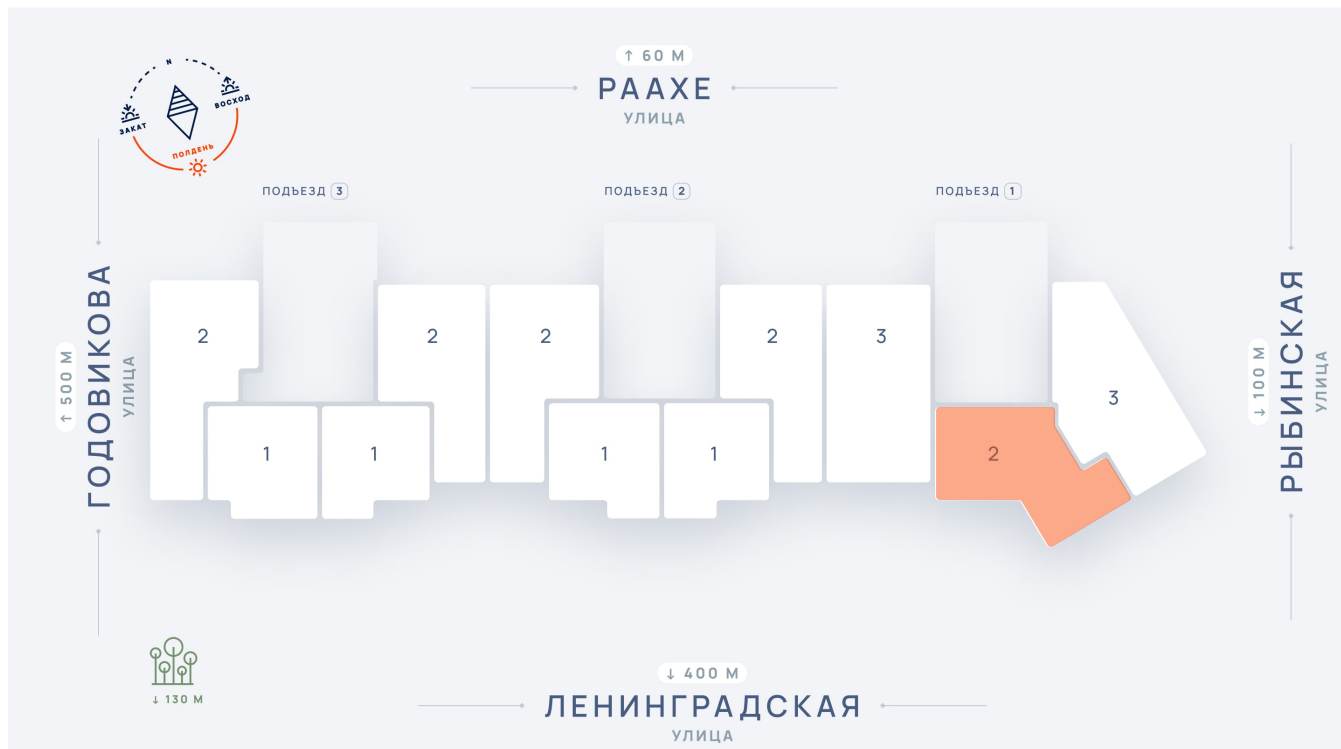 ↑ 60 М
РААХЕ
УЛИЦА
N
ВОСХОД
ЗАКАТ
ПОЛДЕНЬ
ПОДЪЕЗД 3
ПОДЪЕЗД 2
ПОДЪЕЗД 1
↑ 500 М
ГОДОВИКОВА
УЛИЦА
2
2
2
2
3
3
1
1
1
1
2
↓ 100 М
РЫБИНСКАЯ
УЛИЦА
↓ 130 М
↓ 400 М
ЛЕНИНГРАДСКАЯ
УЛИЦА